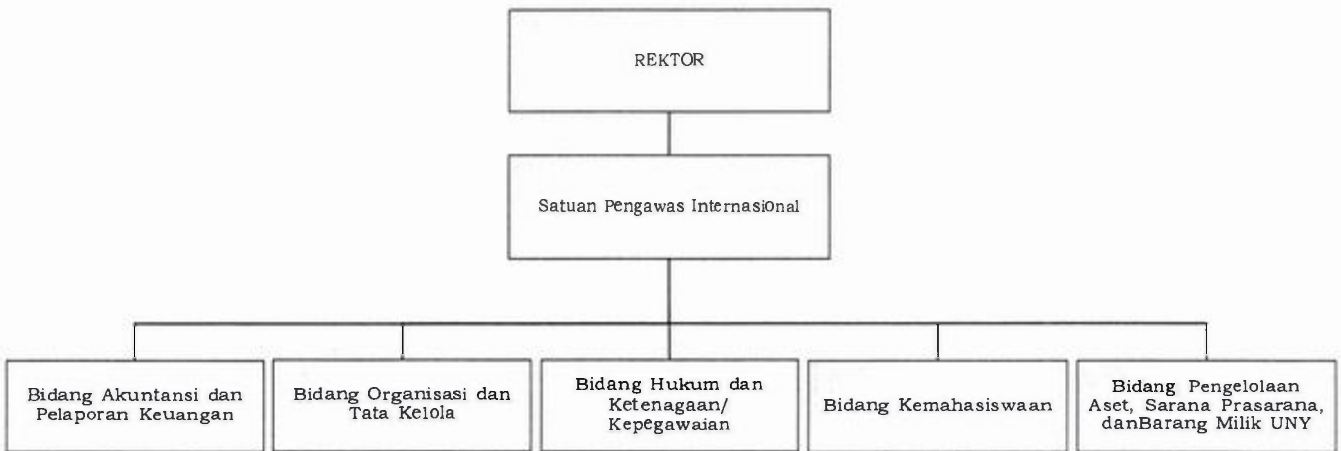 REKTOR
Satuan Pengawas Internasional
Bidang Akuntansi dan
Pelaporan Keuangan
Bidang Organisasi dan
Tata Kelola
Bidang Hukum dan
Ketenagaan/
Kepegawaian
Bidang Kemahasiswaan
Bidang Pengelolaan
Aset, Sarana Prasarana,
danBarang Milik UNY